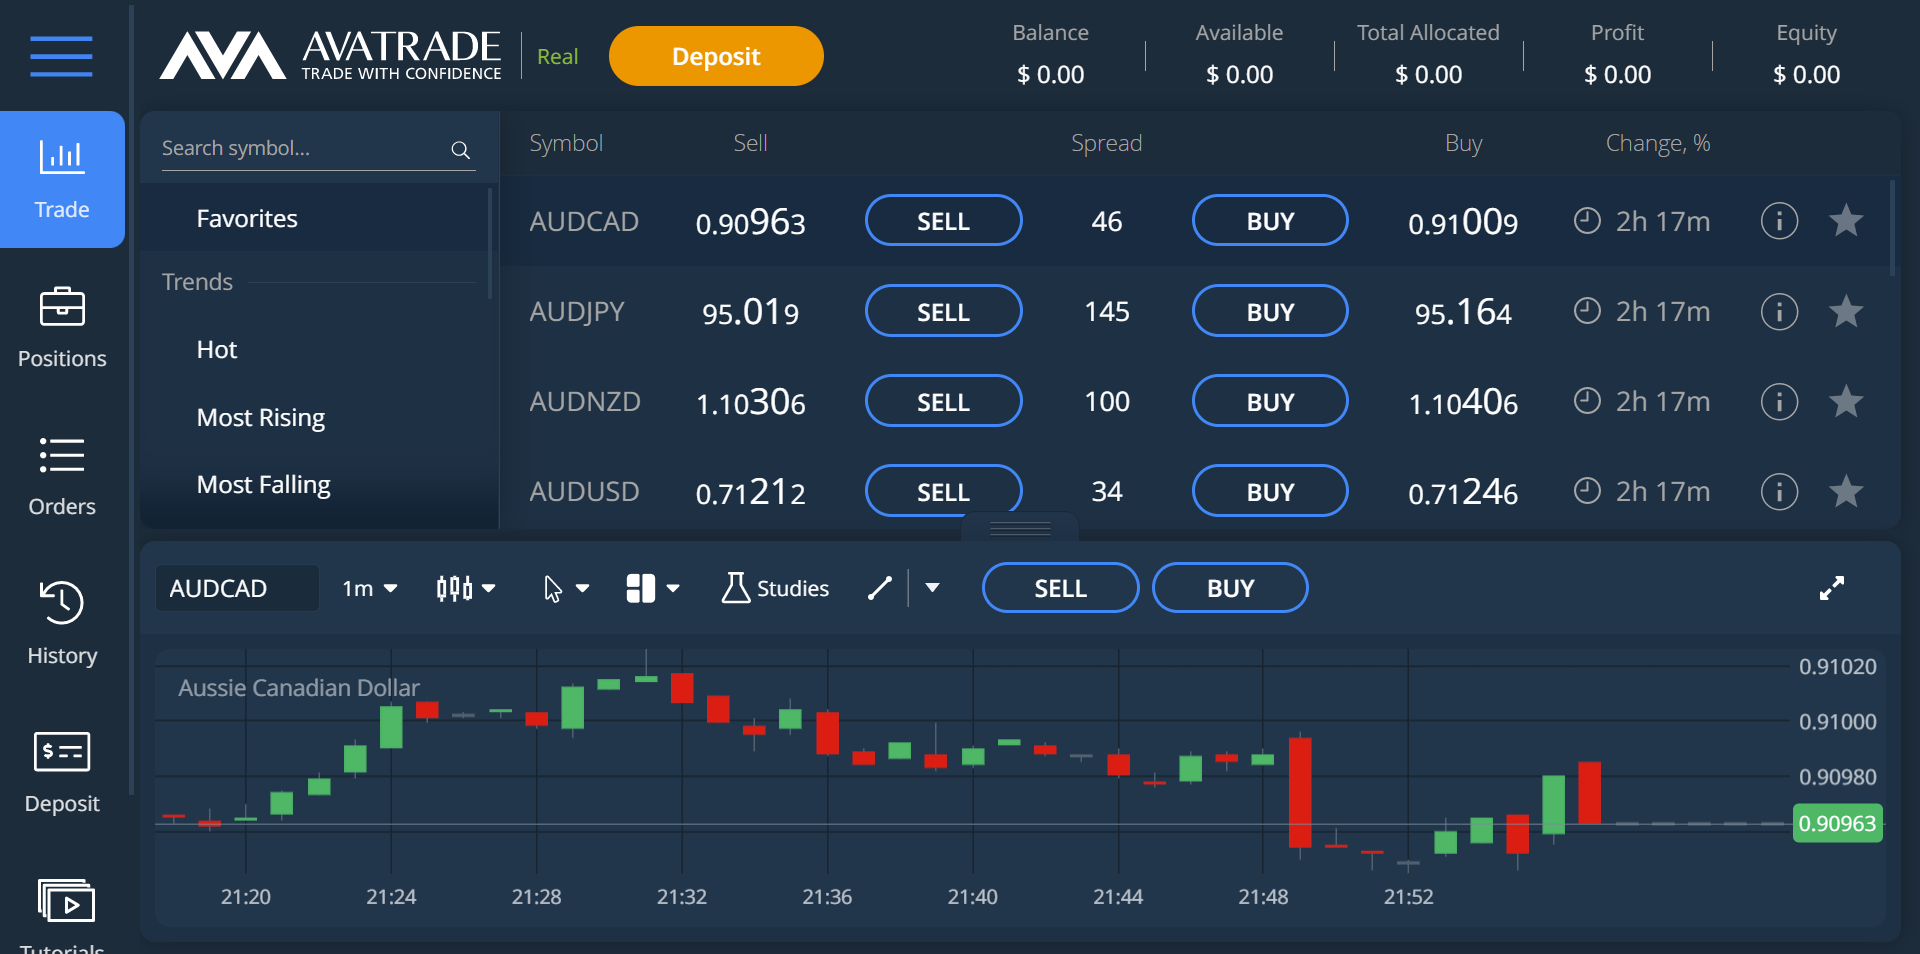 AVA AVATRADE
TRADE WITH CONFIDENCE
Real
Deposit
Balance
$ 0.00
Available
$ 0.00
Total Allocated
$ 0.00
Profit
$ 0.00
Equity
$ 0.00
Trade
Positions
Orders
History
$
Deposit
Tutorials
Search symbol...
Favorites
Trends
Hot
Most Rising
Most Falling
Symbol Sell Spread Buy Change, %
AUDCAD 0.90963 SELL 46 BUY 0.91009 2h 17m i
AUDJPY 95.019 SELL 145 BUY 95.164 2h 17m i
AUDNZD 1.10306 SELL 100 BUY 1.10406 2h 17m i
AUDUSD 0.71212 SELL 34 BUY 0.71246 2h 17m i
AUDCAD 1m Studies SELL BUY
Aussie Canadian Dollar
0.91020
0.91000
0.90980
0.90963
21:20 21:24 21:28 21:32 21:36 21:40 21:44 21:48 21:52